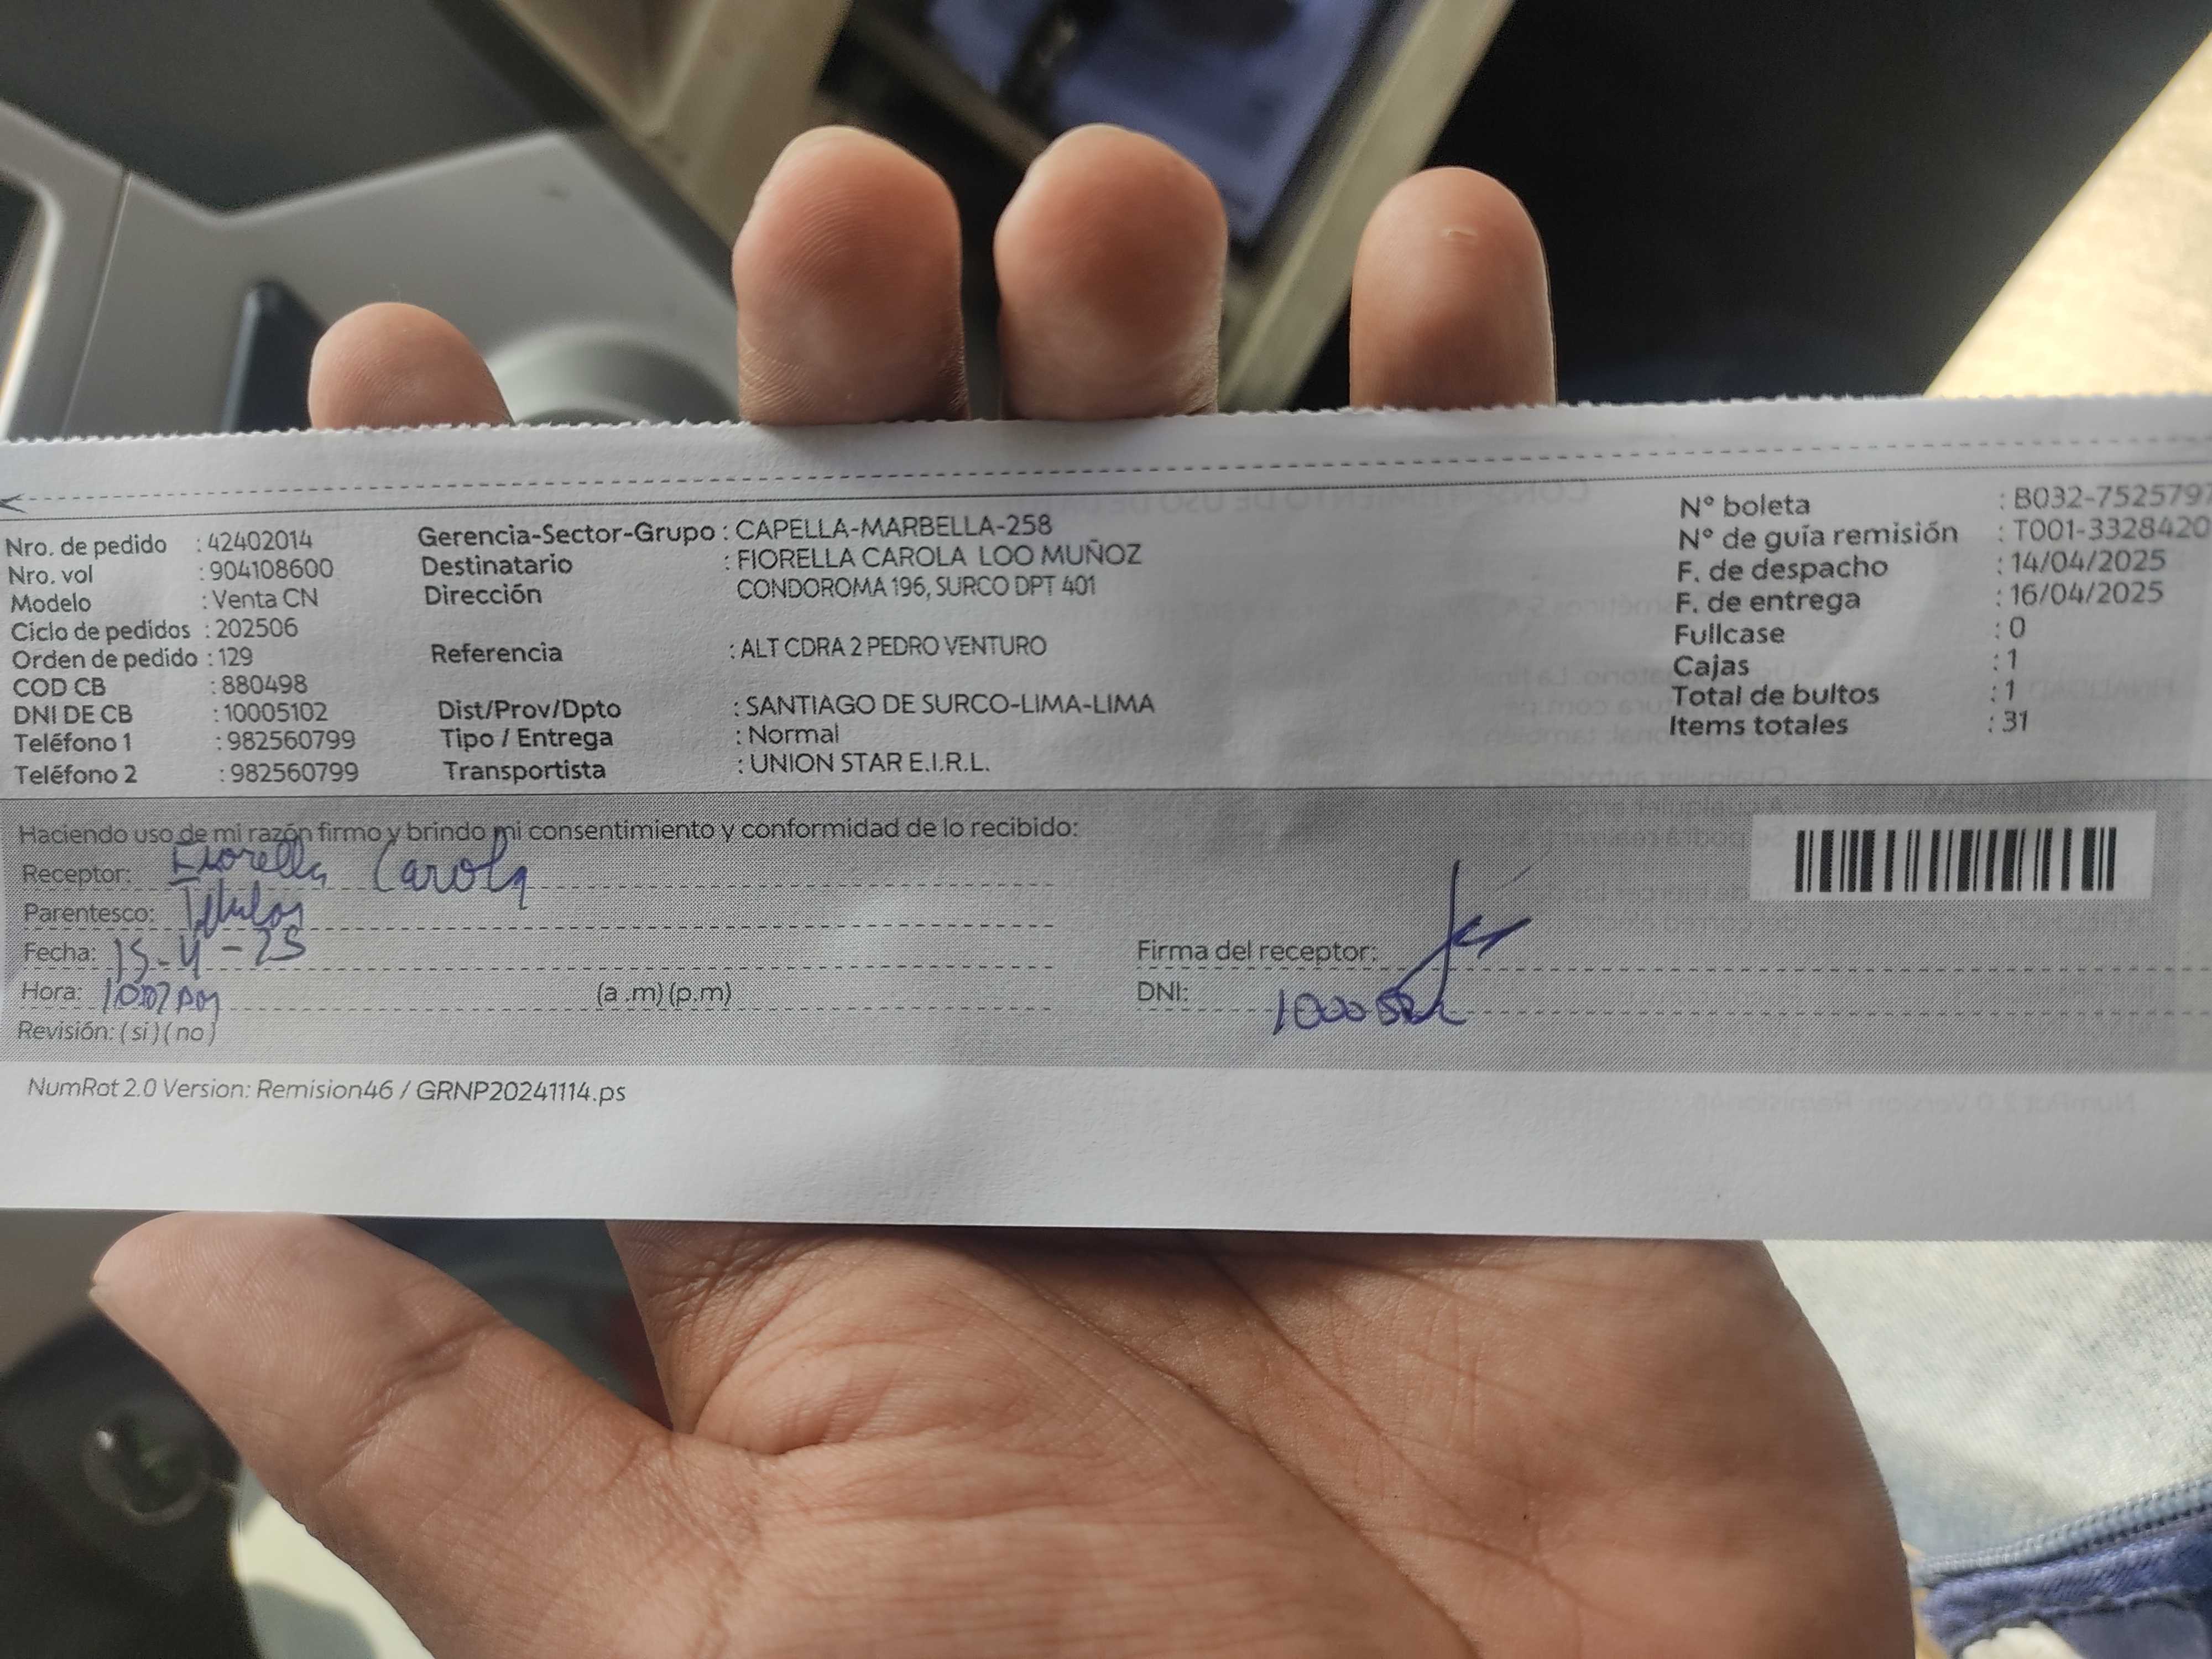 Nro. de pedido : 42402014
Nro. vol : 904108600
Modelo : Venta CN
Ciclo de pedidos : 202506
Orden de pedido : 129
COD CB : 880498
DNI DE CB : 10005102
Teléfono 1 : 982560799
Teléfono 2 : 982560799
Gerencia-Sector-Grupo : CAPELLA-MARBELLA-258
Destinatario : FIORELLA CAROLA LOO MUÑOZ
Dirección CONDOROMA 196, SURCO DPT 401
Referencia : ALT CDRA 2 PEDRO VENTURO
Dist/Prov/Dpto : SANTIAGO DE SURCO-LIMA-LIMA
Tipo / Entrega : Normal
Transportista : UNION STAR E.I.R.L.
N° boleta : B032-7525797
N° de guía remisión : T001-3328420
F. de despacho : 14/04/2025
F. de entrega : 16/04/2025
Fullcase : 0
Cajas : 1
Total de bultos : 1
Items totales : 31
Haciendo uso de mi razón firmo y brindo mi consentimiento y conformidad de lo recibido:
Receptor: Fiorella Carola
Parentesco: Titular
Fecha: 15-4-25
Hora: (a .m) (p.m)
Revisión: ( si ) ( no )
Firma del receptor:
DNI:
NumRot 2.0 Version: Remision46 / GRNP20241114.ps